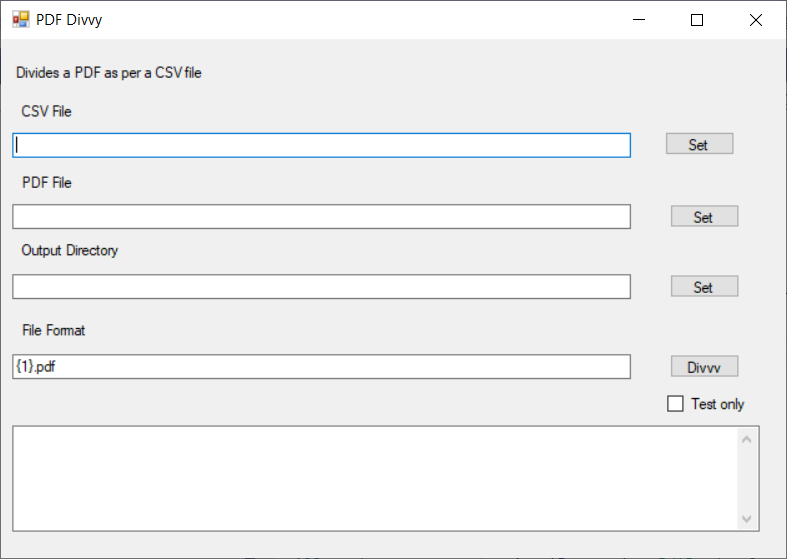 PDF Divvy
Divides a PDF as per a CSV file
CSV File
Set
PDF File
Set
Output Directory
Set
File Format
{1}.pdf
Divvy
Test only